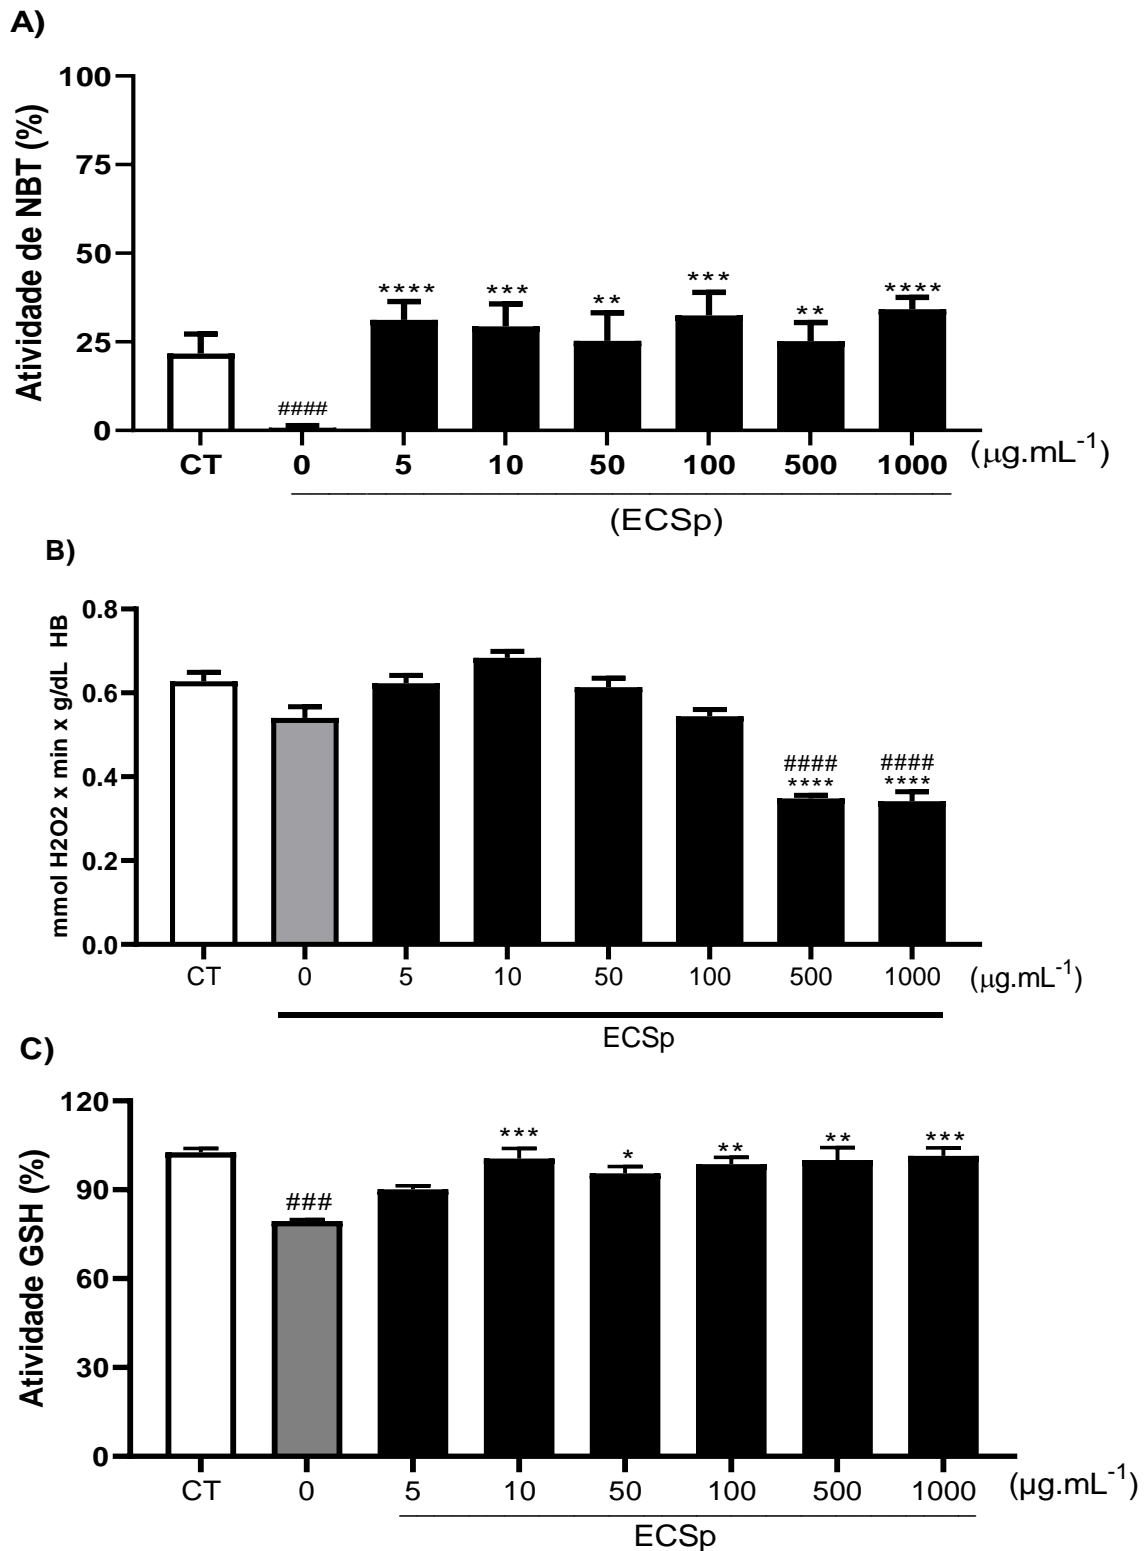 A)
Atividade de NBT (%)
100
75
50
25
0
####
****
***
**
***
**
****
CT 0 5 10 50 100 500 1000 (μg.mL⁻¹)
(ECSp)
B)
mmol H2O2 x min x g/dL HB
0.8
0.6
0.4
0.2
0.0
#### ####
**** ****
CT 0 5 10 50 100 500 1000 (μg.mL⁻¹)
ECSp
C)
Atividade GSH (%)
120
90
60
30
0
###
***
*
**
**
***
CT 0 5 10 50 100 500 1000 (μg.mL⁻¹)
ECSp